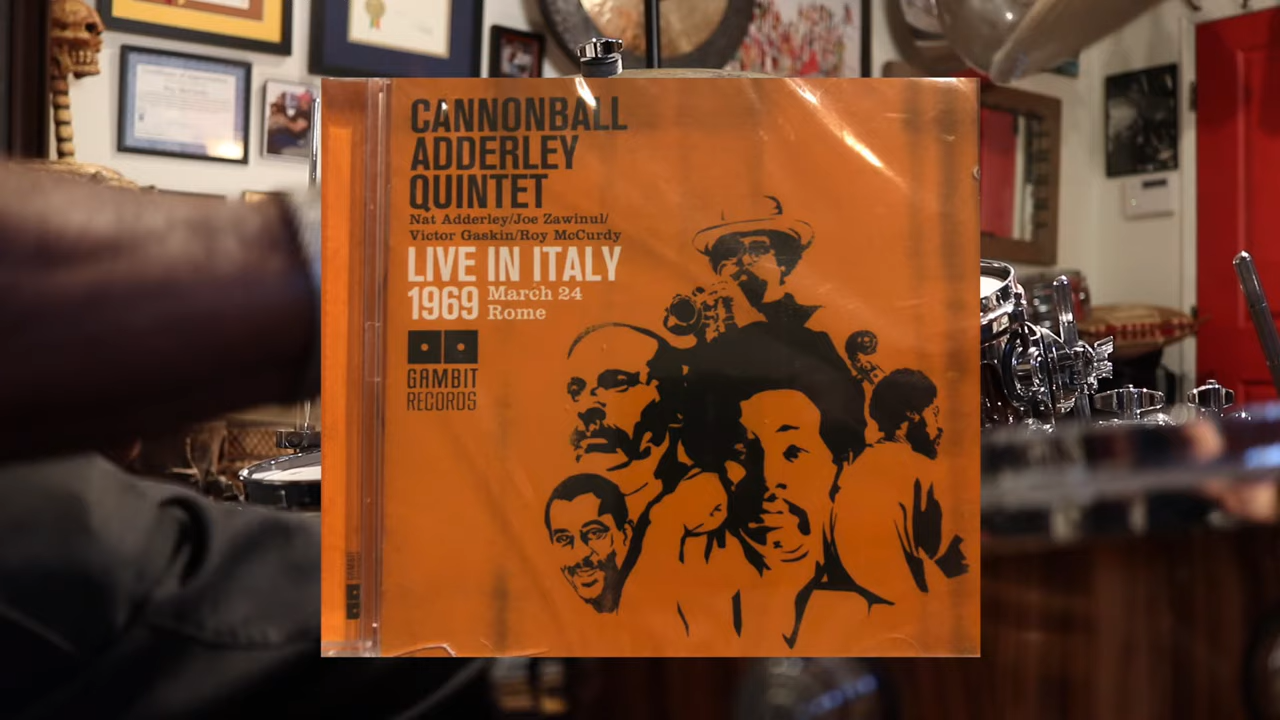 CANNONBALL
ADDERLEY
QUINTET
Nat Adderley/Joe Zawinul/
Victor Gaskin/Roy McCurdy
LIVE IN ITALY
1969 March 24
Rome
GAMBIT
RECORDS